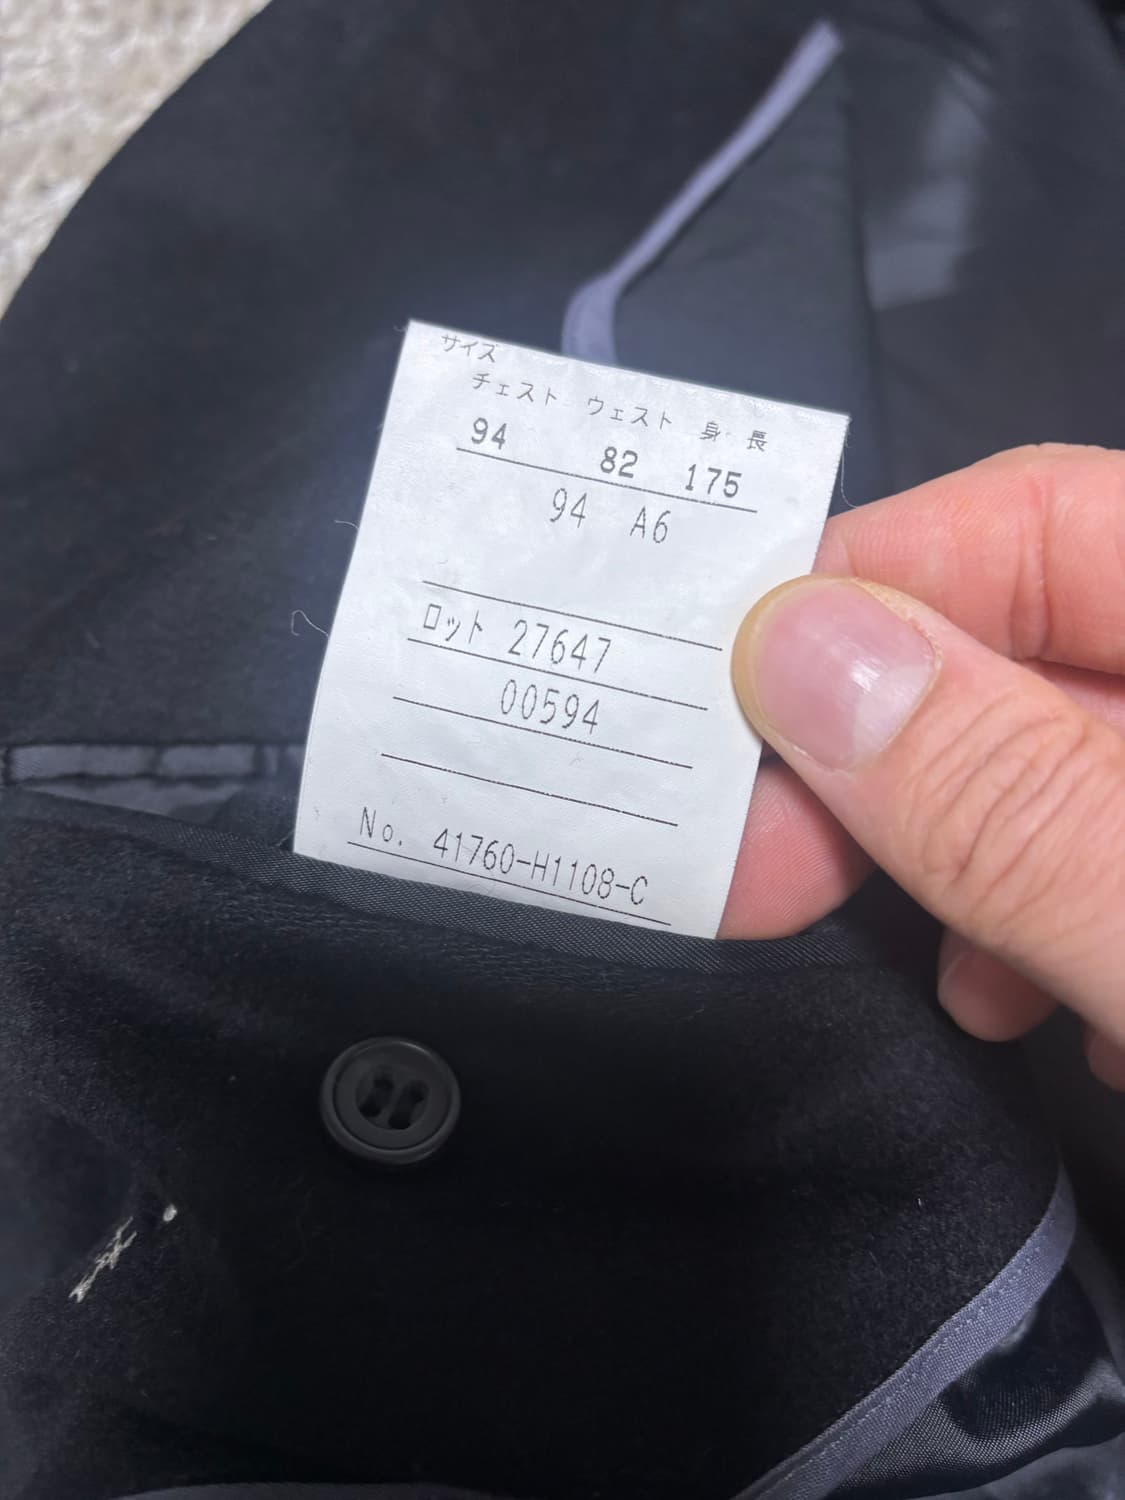 サイズ
チェスト ウェスト 身長
94 82 175
94 A6
ロット 27647
00594
No. 41760-H1108-C